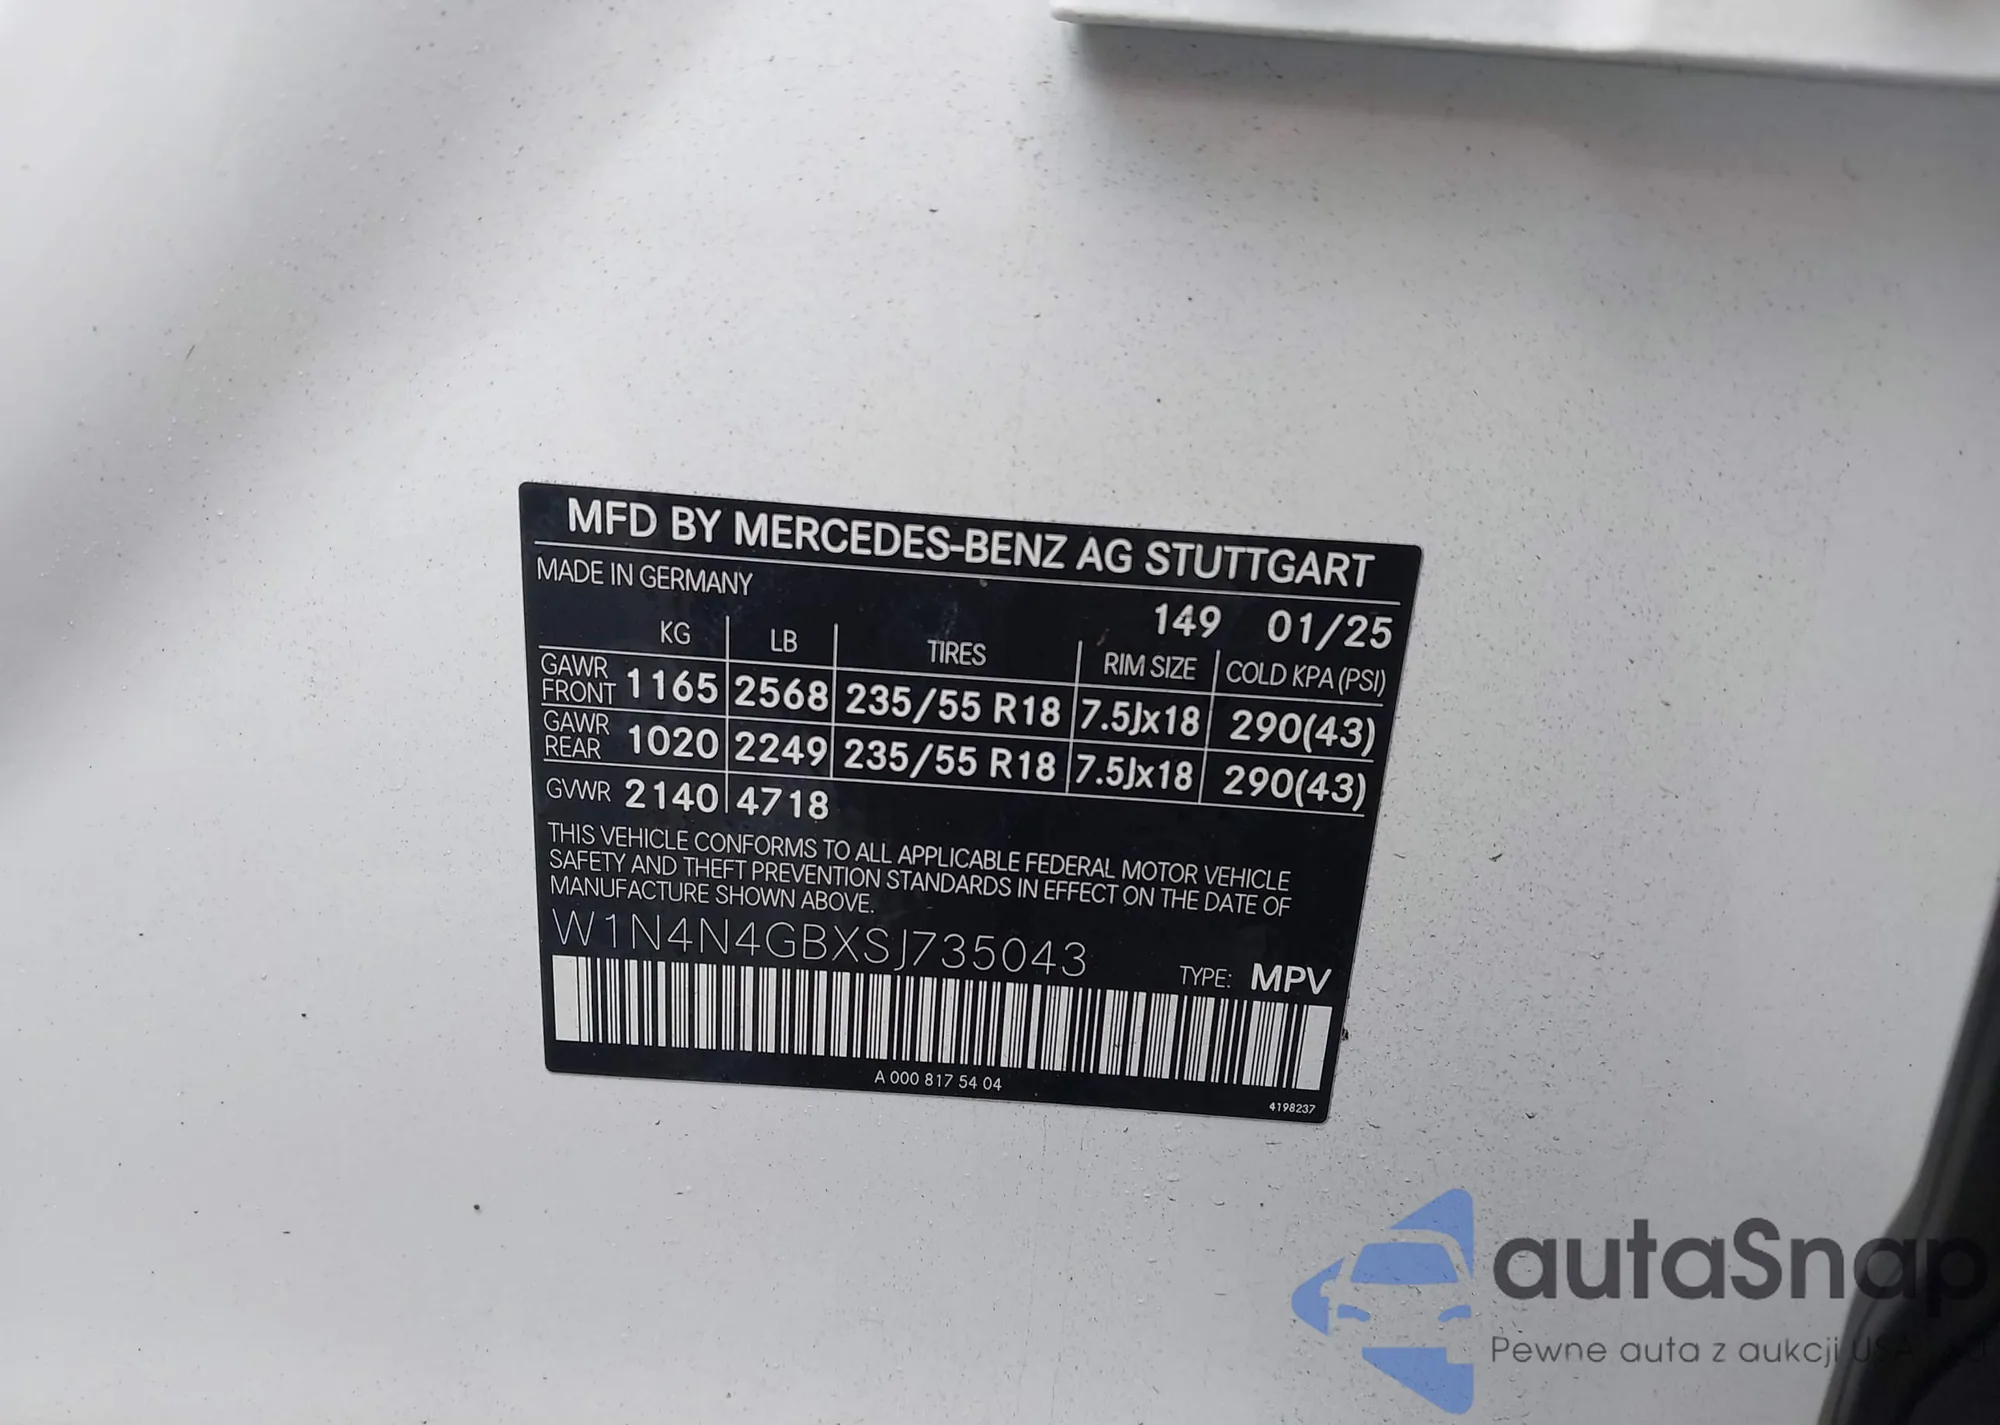 MFD BY MERCEDES-BENZ AG STUTTGART
MADE IN GERMANY
149 01/25
KG LB TIRES RIM SIZE COLD KPA (PSI)
GAWR FRONT 1165 2568 235/55 R18 7.5Jx18 290(43)
GAWR REAR 1020 2249 235/55 R18 7.5Jx18 290(43)
GVWR 2140 4718
THIS VEHICLE CONFORMS TO ALL APPLICABLE FEDERAL MOTOR VEHICLE
SAFETY AND THEFT PREVENTION STANDARDS IN EFFECT ON THE DATE OF
MANUFACTURE SHOWN ABOVE.
W1N4N4GBXSJ735043
TYPE: MPV
A 000 817 54 04
4198237
autaSnap
Pewne auta z aukcji USA